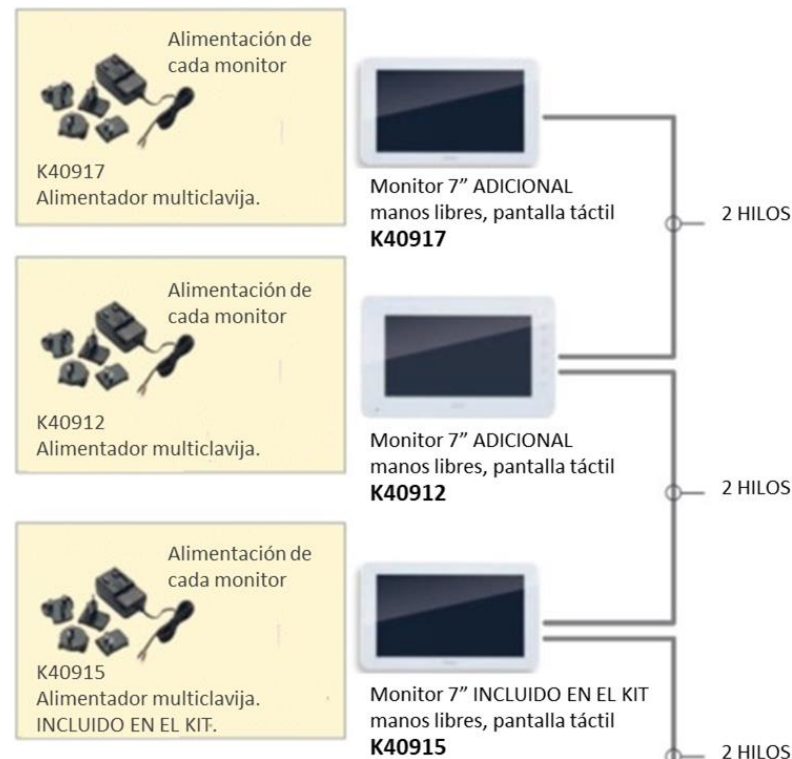 Alimentación de
cada monitor
K40917
Alimentador multiclavija.
Monitor 7” ADICIONAL
manos libres, pantalla táctil
K40917
2 HILOS
Alimentación de
cada monitor
K40912
Alimentador multiclavija.
Monitor 7” ADICIONAL
manos libres, pantalla táctil
K40912
2 HILOS
Alimentación de
cada monitor
K40915
Alimentador multiclavija.
INCLUIDO EN EL KIT.
Monitor 7” INCLUIDO EN EL KIT
manos libres, pantalla táctil
K40915
2 HILOS